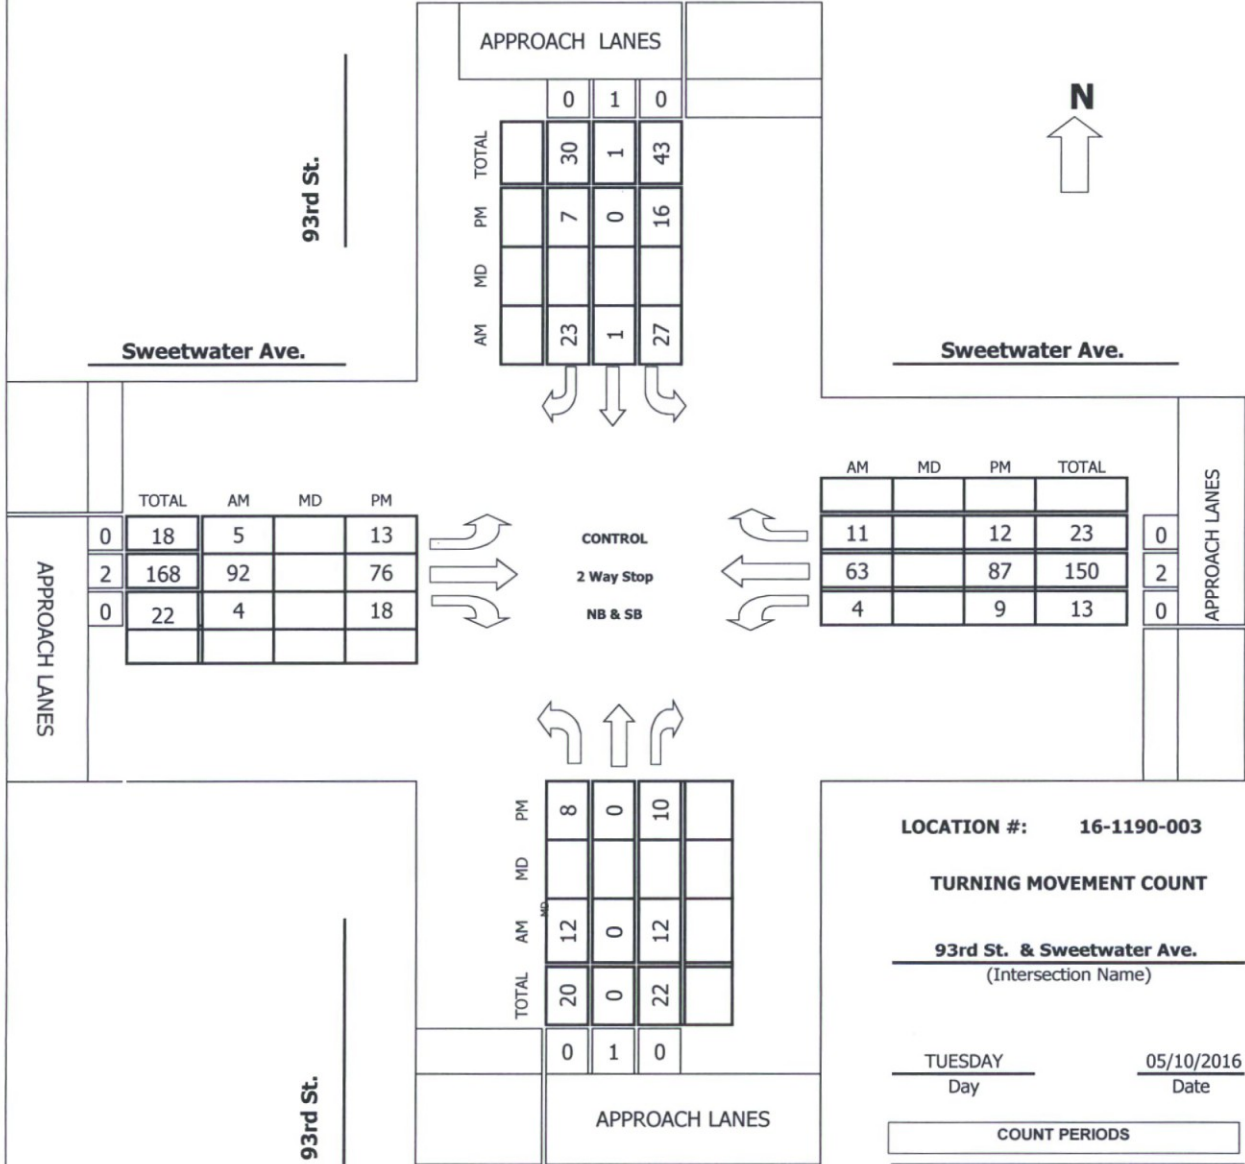 APPROACH LANES
0 1 0
TOTAL 30 1 43
PM 7 0 16
MD
AM 23 1 27
N
93rd St.
Sweetwater Ave.
Sweetwater Ave.
TOTAL AM MD PM
0 18 5 13
2 168 92 76
0 22 4 18
APPROACH LANES
CONTROL
2 Way Stop
NB & SB
AM MD PM TOTAL
11 12 23 0
63 87 150 2
4 9 13 0
APPROACH LANES
PM 8 0 10
MD
MD
AM 12 0 12
TOTAL 20 0 22
0 1 0
APPROACH LANES
93rd St.
LOCATION #: 16-1190-003
TURNING MOVEMENT COUNT
93rd St. & Sweetwater Ave.
(Intersection Name)
TUESDAY 05/10/2016
Day Date
COUNT PERIODS